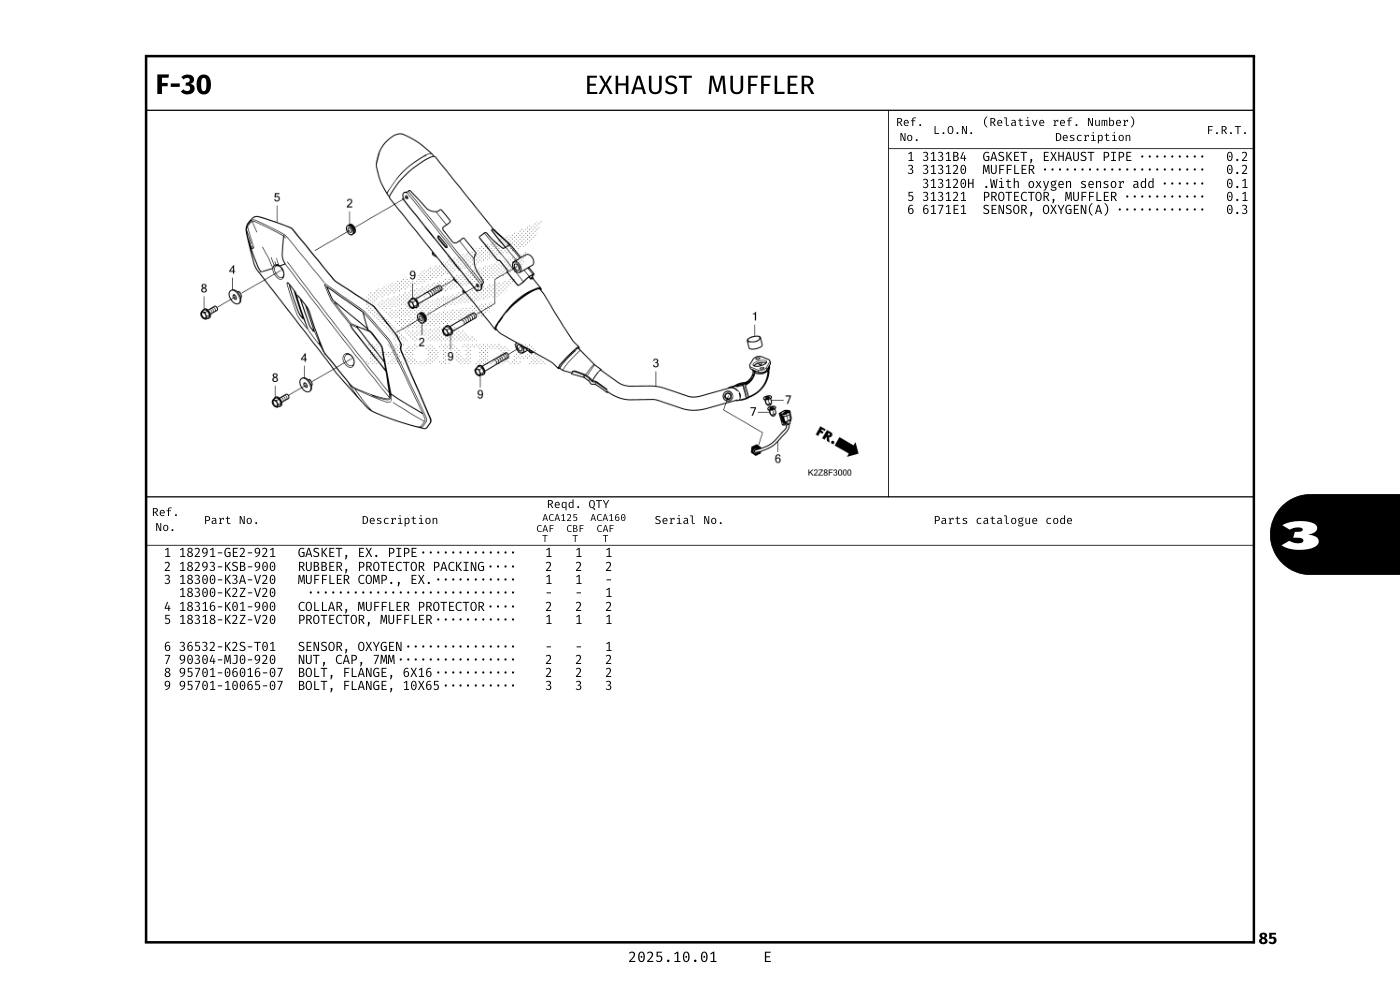 F-30
EXHAUST MUFFLER
5
2
4
8
9
2
9
9
4
8
3
1
7
7
6
FR.
K2Z8F3000
Ref. No. L.O.N. (Relative ref. Number) Description F.R.T.
1 3131B4 GASKET, EXHAUST PIPE ········· 0.2
3 313120 MUFFLER ······················ 0.2
313120H .With oxygen sensor add ······ 0.1
5 313121 PROTECTOR, MUFFLER ··········· 0.1
6 6171E1 SENSOR, OXYGEN(A) ············ 0.3
Ref. No. Part No. Description Reqd. QTY Serial No. Parts catalogue code
ACA125 ACA160
CAF CBF CAF
T T T
1 18291-GE2-921 GASKET, EX. PIPE············· 1 1 1
2 18293-KSB-900 RUBBER, PROTECTOR PACKING···· 2 2 2
3 18300-K3A-V20 MUFFLER COMP., EX.··········· 1 1 -
18300-K2Z-V20 ···························· - - 1
4 18316-K01-900 COLLAR, MUFFLER PROTECTOR···· 2 2 2
5 18318-K2Z-V20 PROTECTOR, MUFFLER··········· 1 1 1
6 36532-K2S-T01 SENSOR, OXYGEN··············· - - 1
7 90304-MJ0-920 NUT, CAP, 7MM················ 2 2 2
8 95701-06016-07 BOLT, FLANGE, 6X16··········· 2 2 2
9 95701-10065-07 BOLT, FLANGE, 10X65·········· 3 3 3
3
85
2025.10.01 E